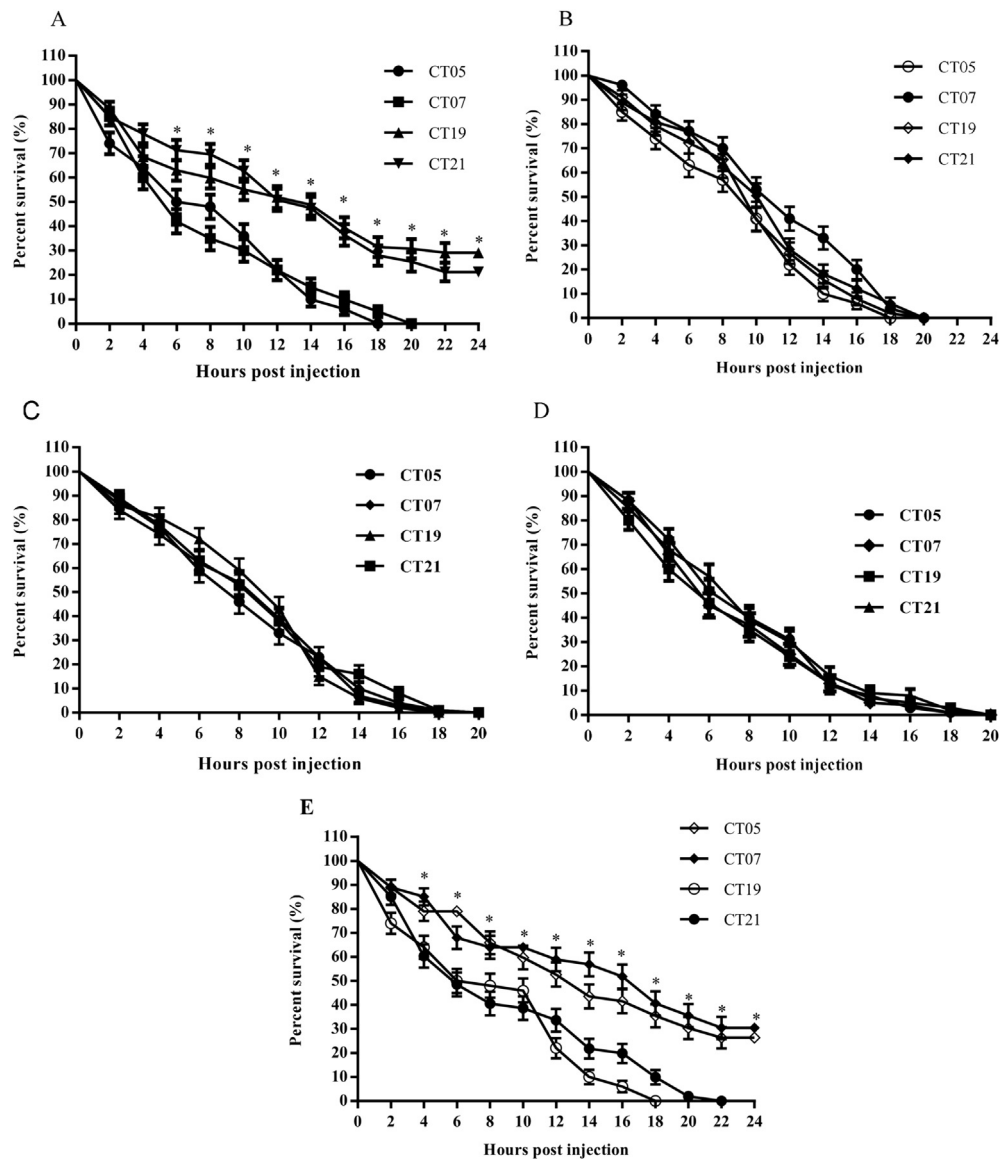 A
110
100
90
80
70
60
50
40
30
20
10
0
Percent survival (%)
CT05
CT07
CT19
CT21
* * * * * * * * * *
0 2 4 6 8 10 12 14 16 18 20 22 24
Hours post injection
B
110
100
90
80
70
60
50
40
30
20
10
0
Percent survival (%)
CT05
CT07
CT19
CT21
0 2 4 6 8 10 12 14 16 18 20 22 24
Hours post injection
C
110
100
90
80
70
60
50
40
30
20
10
0
Percent survival (%)
CT05
CT07
CT19
CT21
0 2 4 6 8 10 12 14 16 18 20
Hours post injection
D
110
100
90
80
70
60
50
40
30
20
10
0
Percent survival (%)
CT05
CT07
CT19
CT21
0 2 4 6 8 10 12 14 16 18 20
Hours post injection
E
110
100
90
80
70
60
50
40
30
20
10
0
Percent survival (%)
CT05
CT07
CT19
CT21
* * * * * * * * * * *
0 2 4 6 8 10 12 14 16 18 20 22 24
Hours post injection